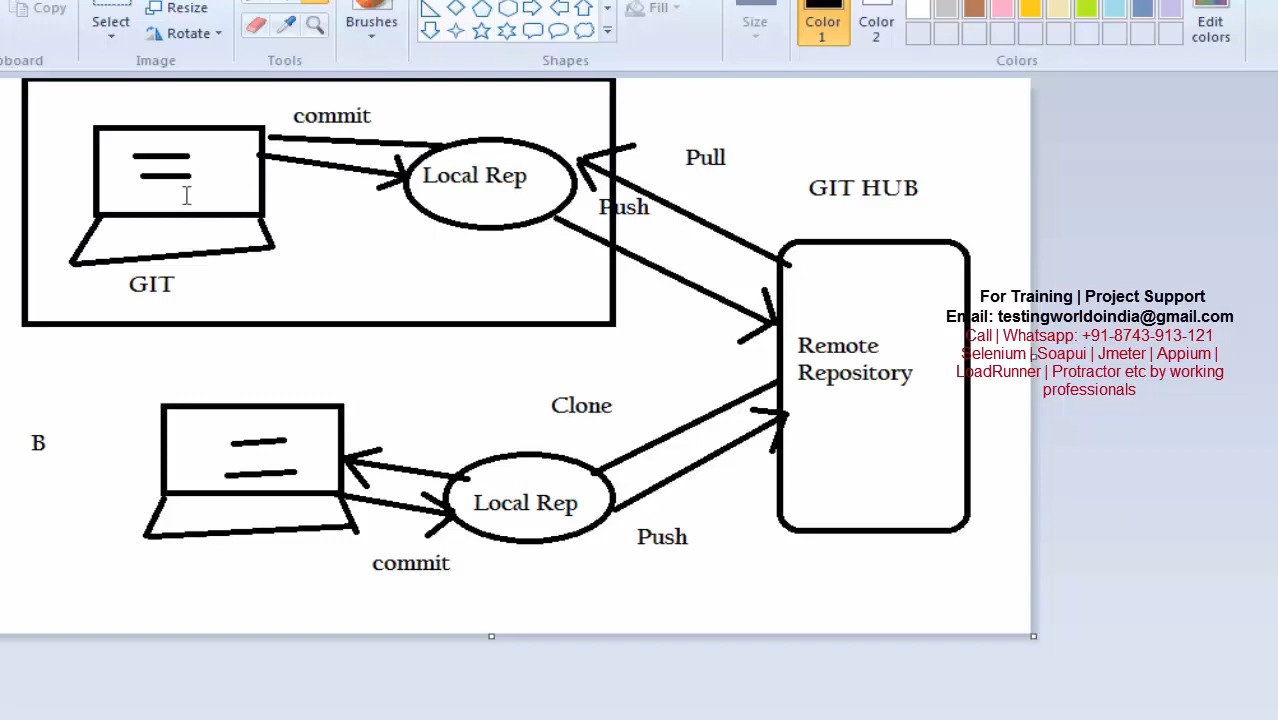 Copy
Resize
Select
Rotate
Brushes
Fill
Size
Color
1
Color
2
Edit
colors
board
Image
Tools
Shapes
Colors
commit
Local Rep
Pull
Push
GIT HUB
GIT
For Training | Project Support
Email: testingworldoindia@gmail.com
Call | Whatsapp: +91-8743-913-121
Selenium | Soapui | Jmeter | Appium |
LoadRunner | Protractor etc by working
professionals
Remote
Repository
Clone
B
Local Rep
Push
commit